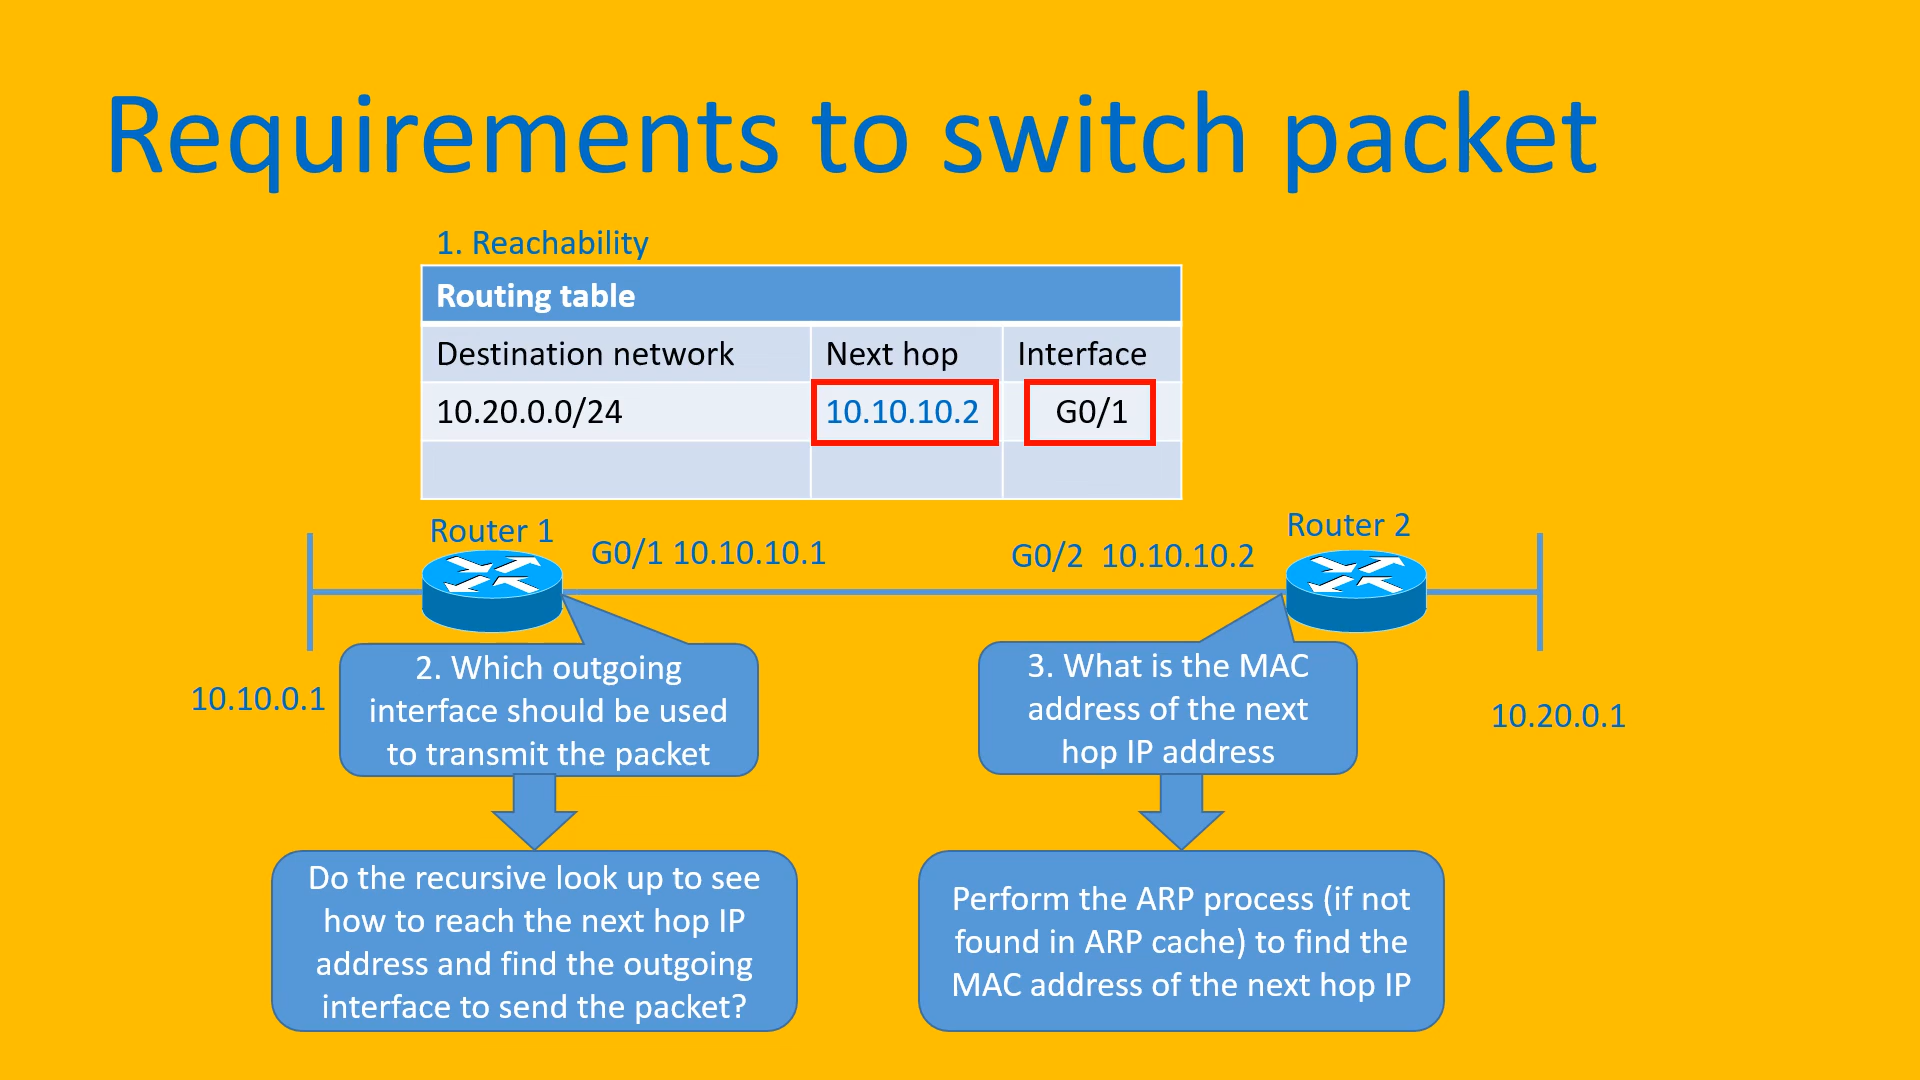 Requirements to switch packet
1. Reachability
Routing table
Destination network Next hop Interface
10.20.0.0/24 10.10.10.2 G0/1
Router 1
G0/1 10.10.10.1
G0/2 10.10.10.2
Router 2
10.10.0.1
2. Which outgoing
interface should be used
to transmit the packet
3. What is the MAC
address of the next
hop IP address
10.20.0.1
Do the recursive look up to see
how to reach the next hop IP
address and find the outgoing
interface to send the packet?
Perform the ARP process (if not
found in ARP cache) to find the
MAC address of the next hop IP